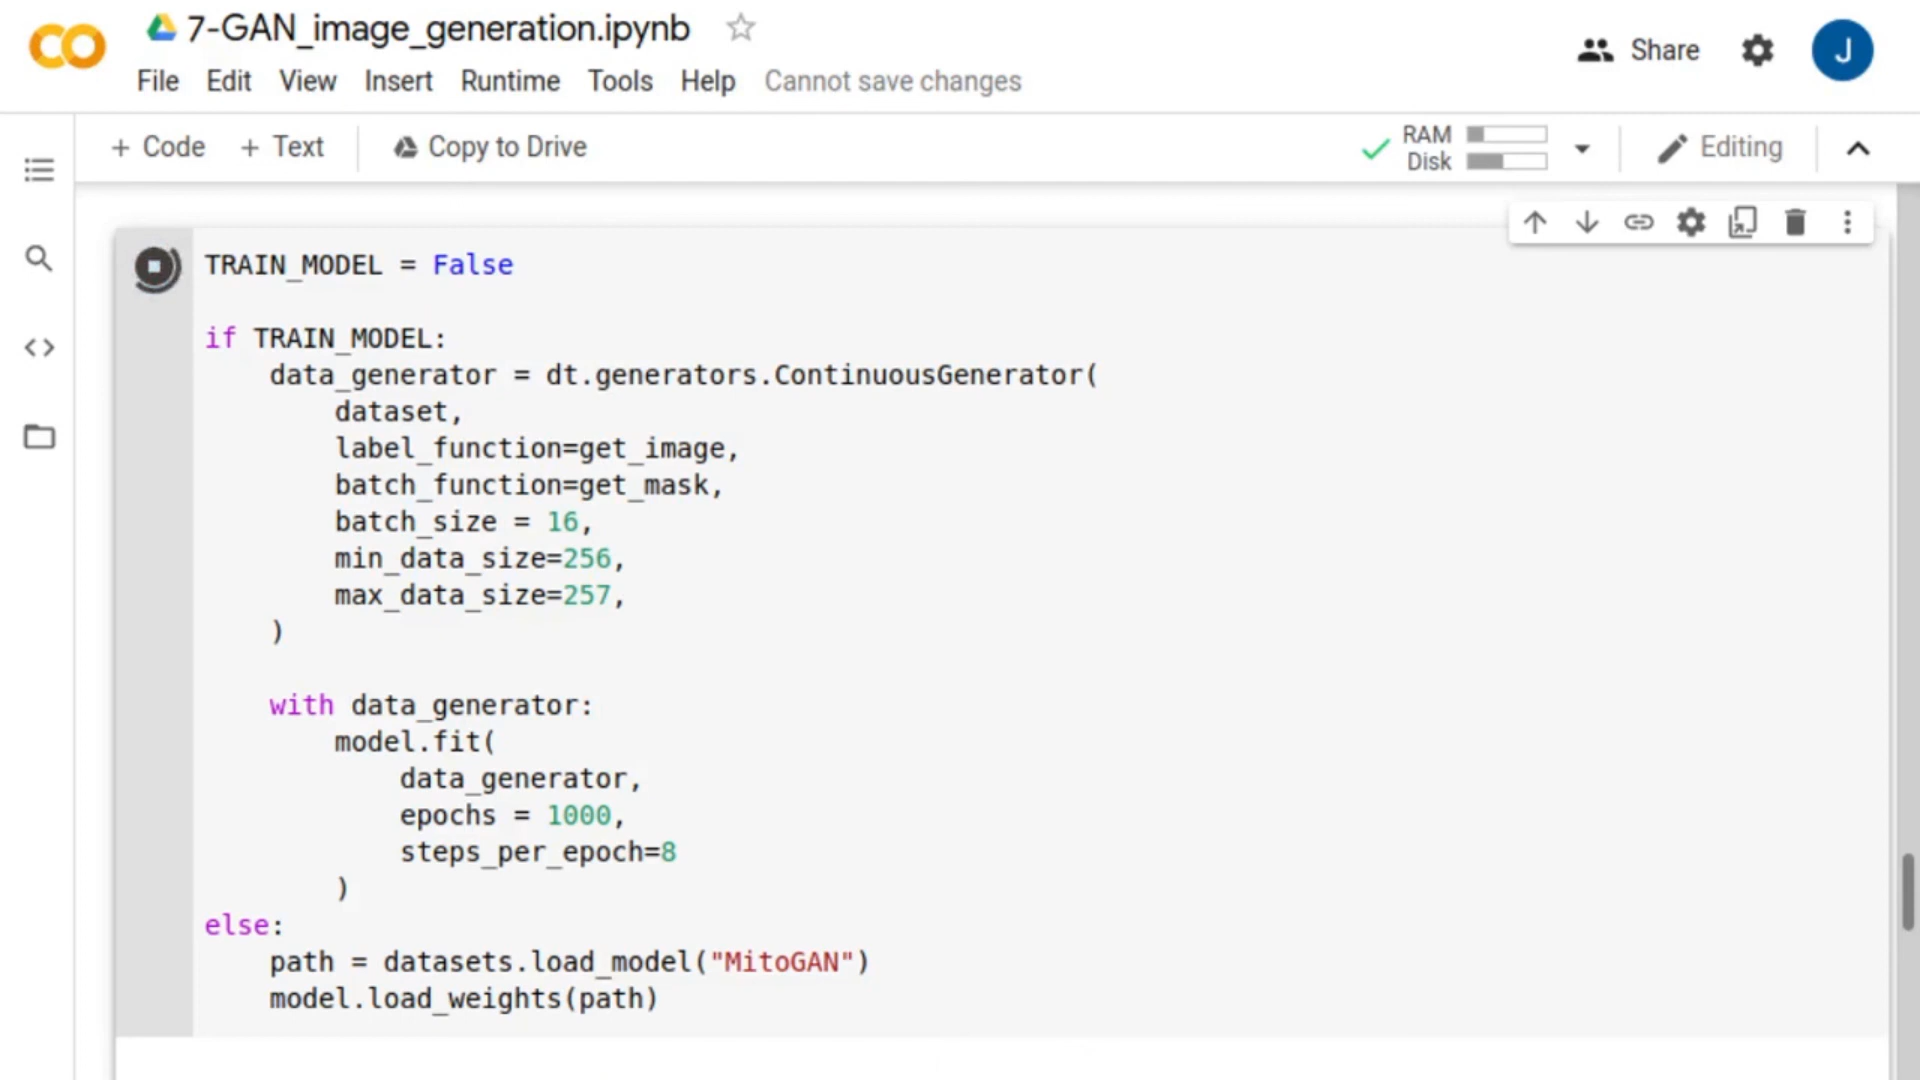 7-GAN_image_generation.ipynb
File Edit View Insert Runtime Tools Help Cannot save changes
Share
J
+ Code + Text Copy to Drive
RAM
Disk
Editing
TRAIN_MODEL = False
if TRAIN_MODEL:
    data_generator = dt.generators.ContinuousGenerator(
        dataset,
        label_function=get_image,
        batch_function=get_mask,
        batch_size = 16,
        min_data_size=256,
        max_data_size=257,
    )
    with data_generator:
        model.fit(
            data_generator,
            epochs = 1000,
            steps_per_epoch=8
        )
else:
    path = datasets.load_model("MitoGAN")
    model.load_weights(path)